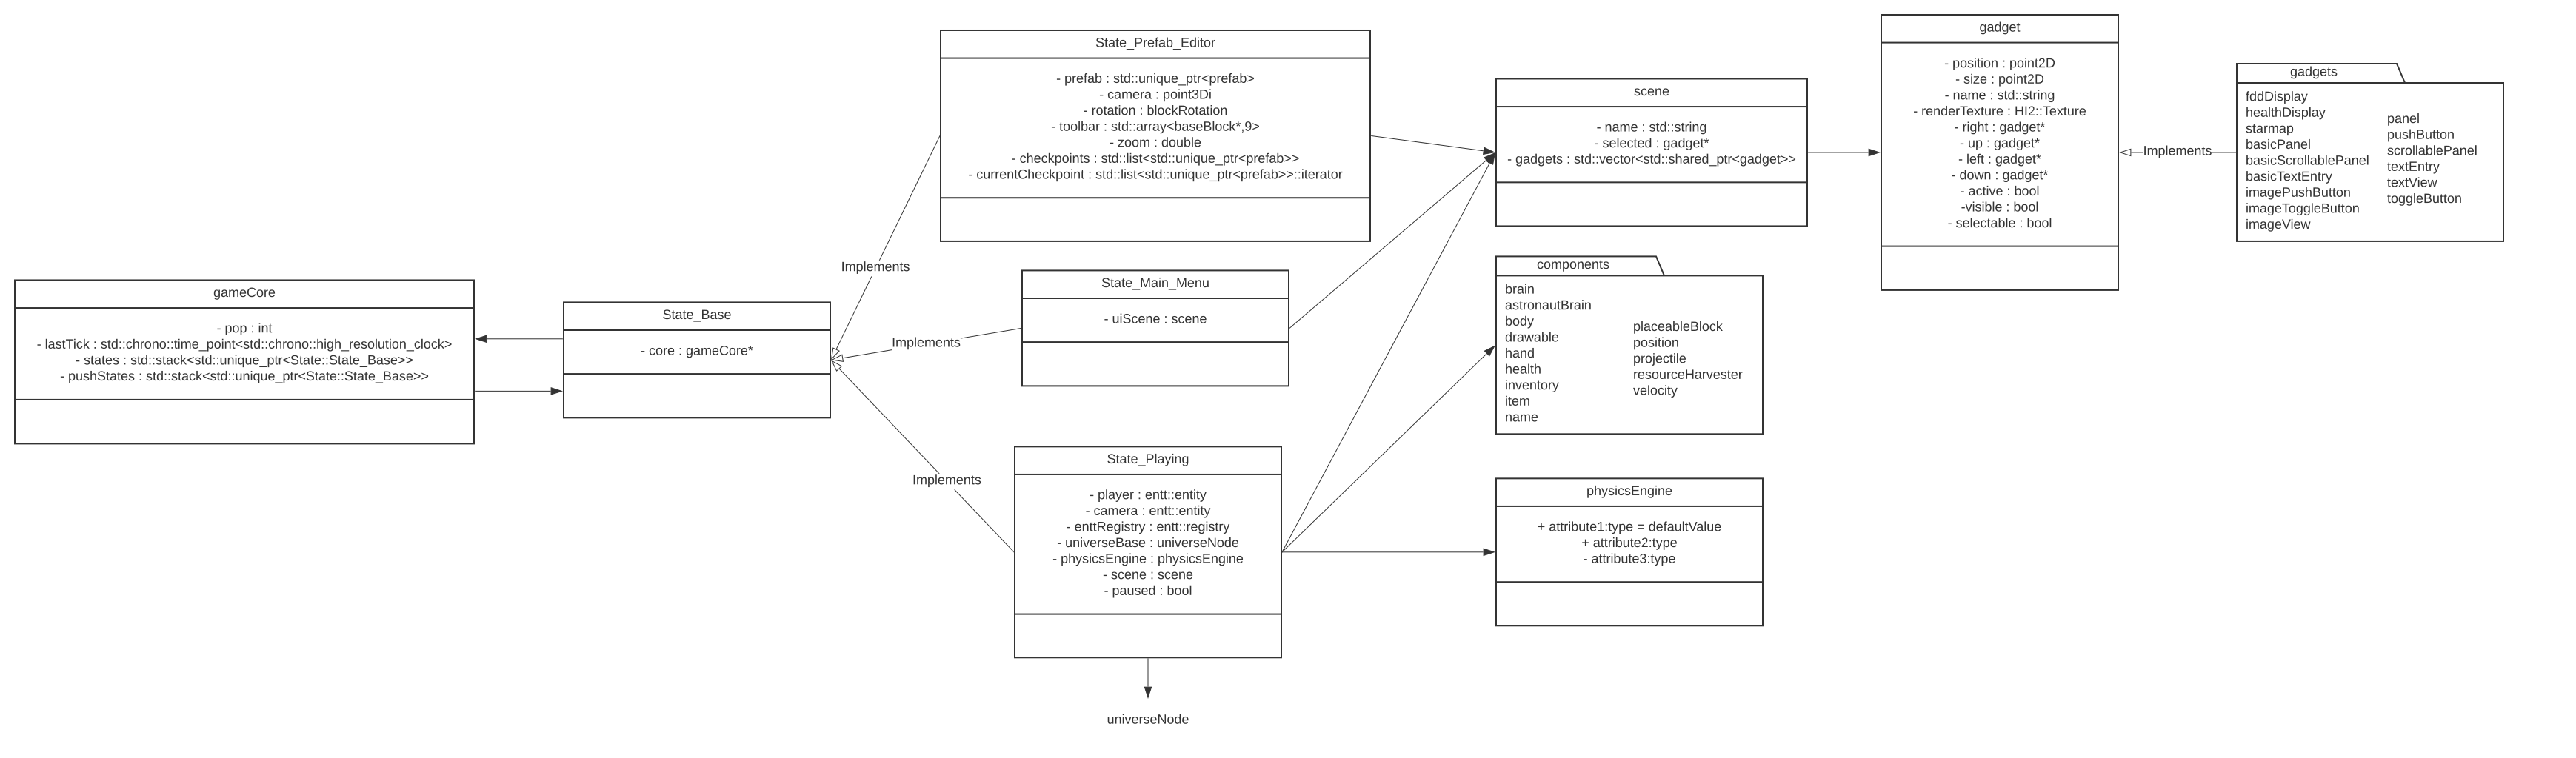 gameCore
- pop : int
- lastTick : std::chrono::time_point<std::chrono::high_resolution_clock>
- states : std::stack<std::unique_ptr<State::State_Base>>
- pushStates : std::stack<std::unique_ptr<State::State_Base>>
State_Base
- core : gameCore*
Implements
Implements
Implements
State_Prefab_Editor
- prefab : std::unique_ptr<prefab>
- camera : point3Di
- rotation : blockRotation
- toolbar : std::array<baseBlock*,9>
- zoom : double
- checkpoints : std::list<std::unique_ptr<prefab>>
- currentCheckpoint : std::list<std::unique_ptr<prefab>>::iterator
State_Main_Menu
- uiScene : scene
State_Playing
- player : entt::entity
- camera : entt::entity
- enttRegistry : entt::registry
- universeBase : universeNode
- physicsEngine : physicsEngine
- scene : scene
- paused : bool
universeNode
scene
- name : std::string
- selected : gadget*
- gadgets : std::vector<std::shared_ptr<gadget>>
components
brain
astronautBrain
body
drawable
hand
health
inventory
item
name
placeableBlock
position
projectile
resourceHarvester
velocity
physicsEngine
+ attribute1:type = defaultValue
+ attribute2:type
- attribute3:type
gadget
- position : point2D
- size : point2D
- name : std::string
- renderTexture : HI2::Texture
- right : gadget*
- up : gadget*
- left : gadget*
- down : gadget*
- active : bool
-visible : bool
- selectable : bool
Implements
gadgets
fddDisplay
healthDisplay
starmap
basicPanel
basicScrollablePanel
basicTextEntry
imagePushButton
imageToggleButton
imageView
panel
pushButton
scrollablePanel
textEntry
textView
toggleButton